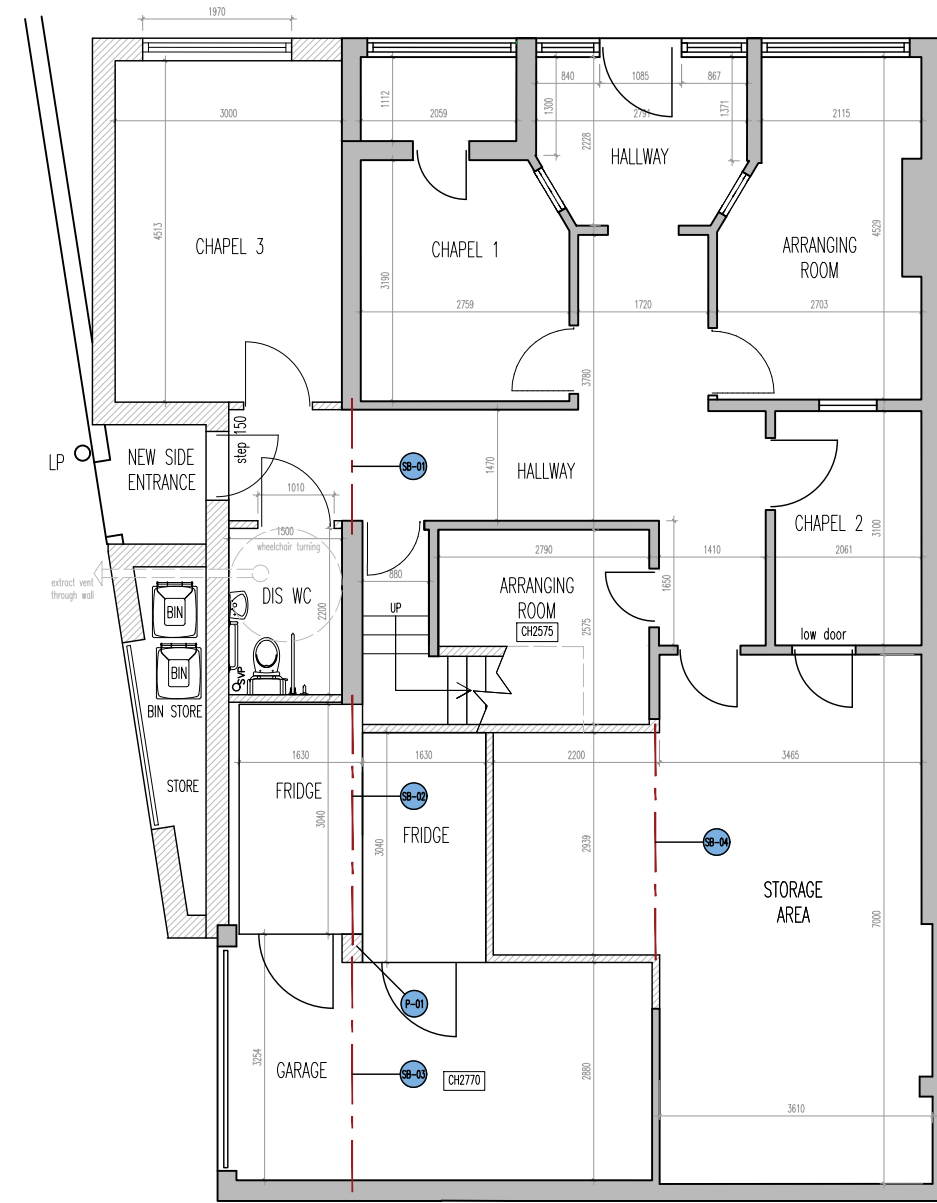 1970
840
1085
867
1112
1300
1371
3000
2059
2791
2115
2228
HALLWAY
4513
CHAPEL 3
CHAPEL 1
ARRANGING
ROOM
4529
3190
2759
1720
2703
3780
step 150
LP
NEW SIDE
ENTRANCE
SB-01
1470
HALLWAY
1010
CHAPEL 2
3100
1500
wheelchair turning
2790
1410
2061
extract vent
through wall
880
ARRANGING
ROOM
CH2575
2575
1650
DIS WC
2200
UP
BIN
BIN
SVP
low door
BIN STORE
STORE
1630
1630
2200
3465
FRIDGE
SB-02
3040
FRIDGE
3040
2939
SB-04
STORAGE
AREA
7000
P-01
3254
GARAGE
SB-03
CH2770
2880
3610